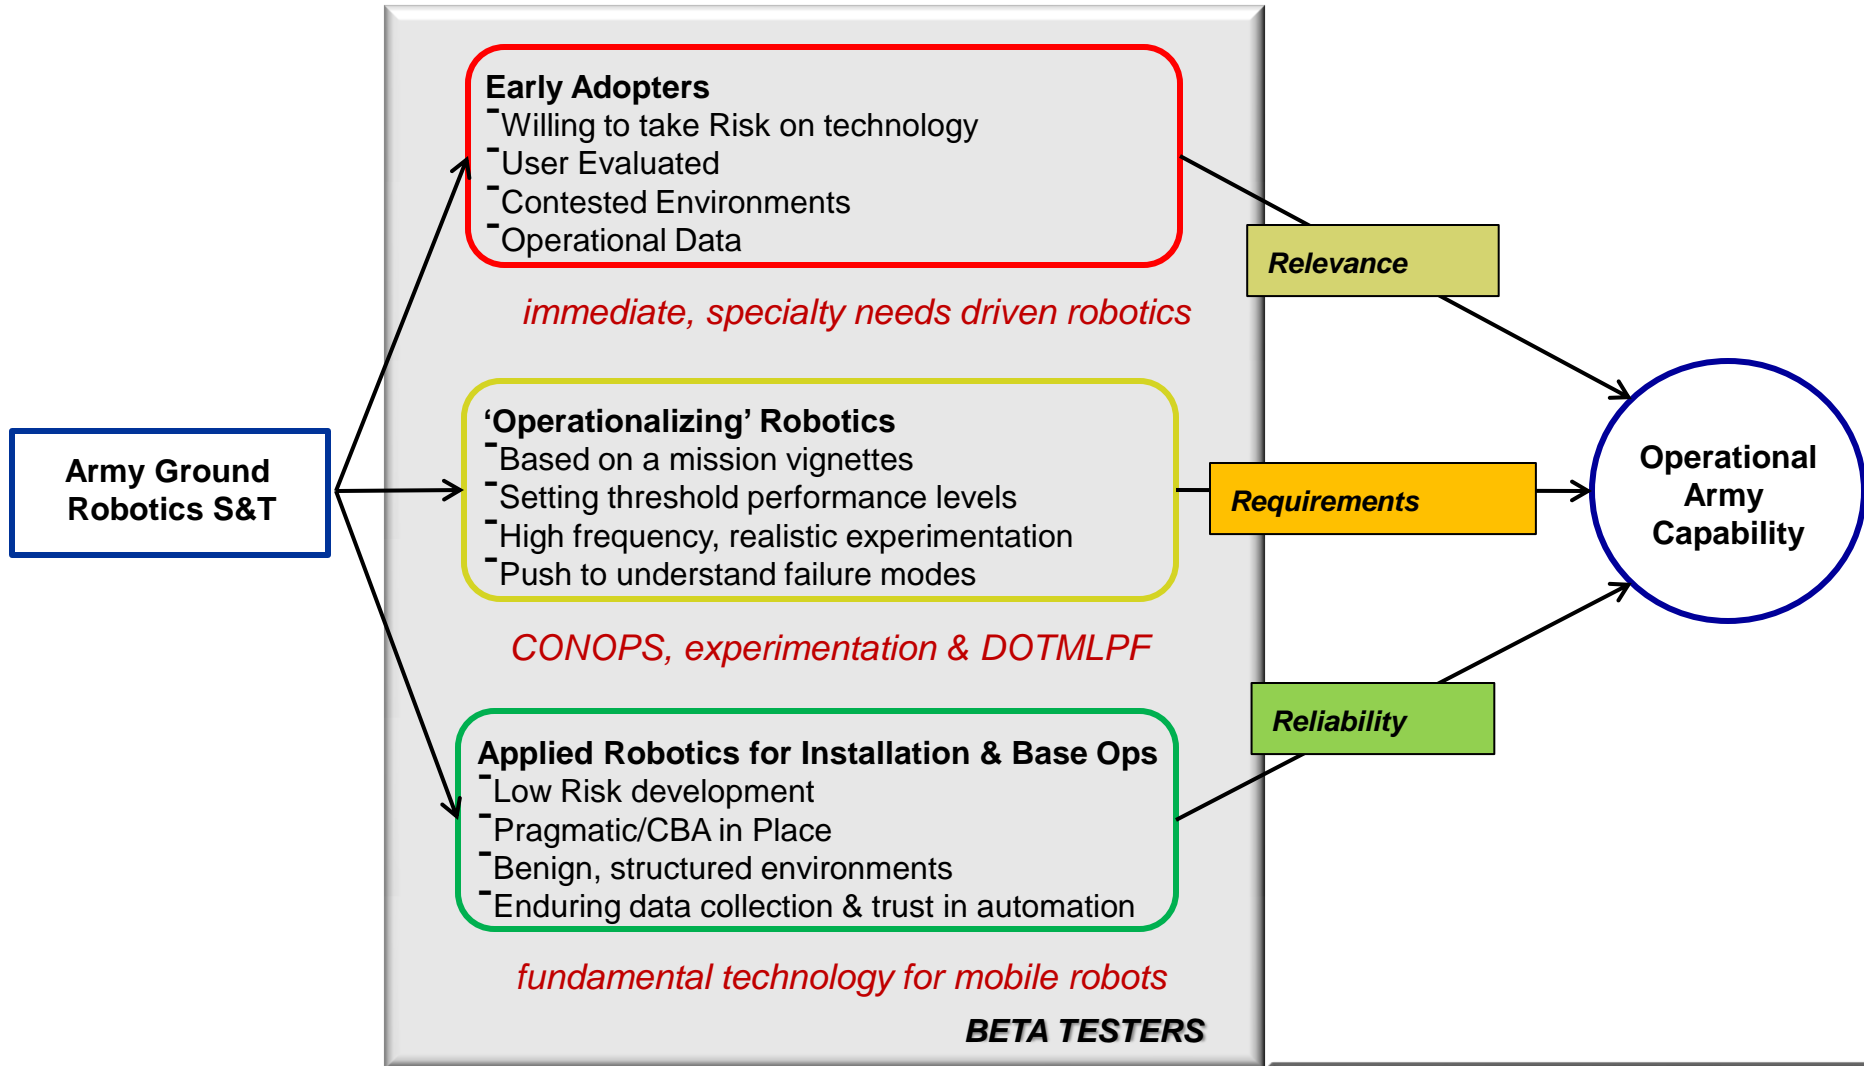 Army Ground
Robotics S&T
Early Adopters
-Willing to take Risk on technology
-User Evaluated
-Contested Environments
-Operational Data
immediate, specialty needs driven robotics
‘Operationalizing’ Robotics
-Based on a mission vignettes
-Setting threshold performance levels
-High frequency, realistic experimentation
-Push to understand failure modes
CONOPS, experimentation & DOTMLPF
Applied Robotics for Installation & Base Ops
-Low Risk development
-Pragmatic/CBA in Place
-Benign, structured environments
-Enduring data collection & trust in automation
fundamental technology for mobile robots
BETA TESTERS
Relevance
Requirements
Reliability
Operational
Army
Capability